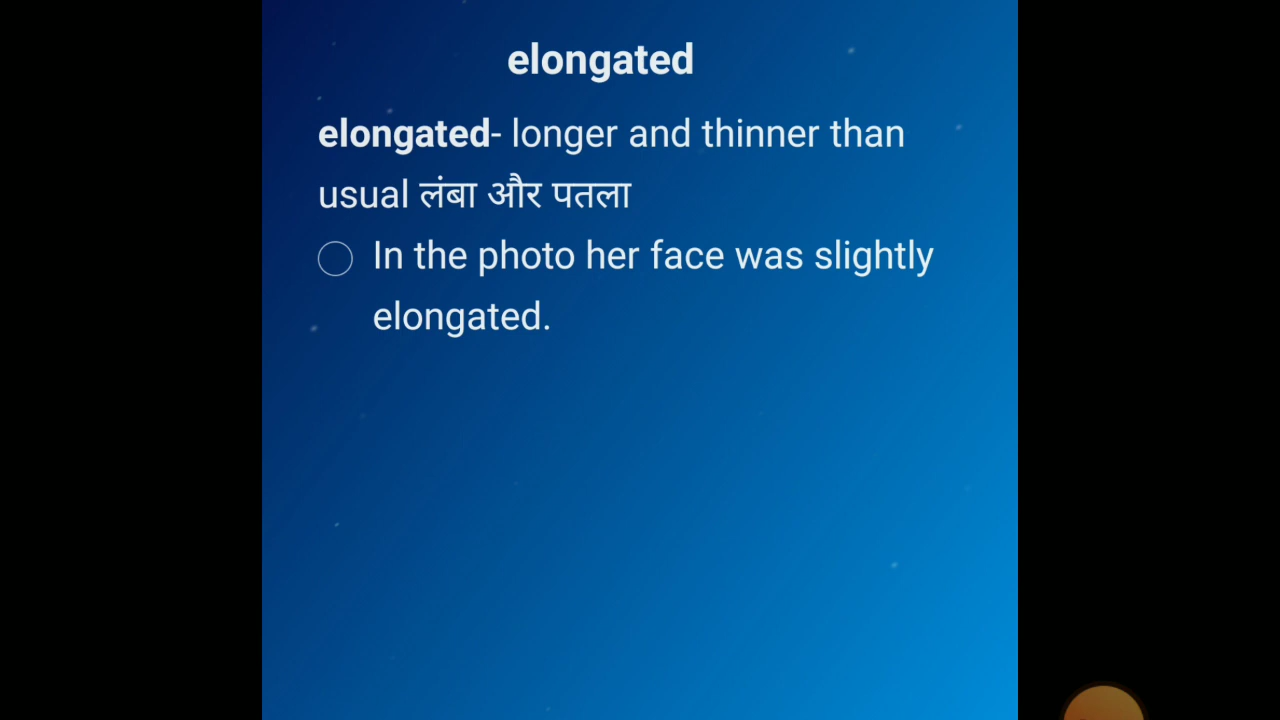 elongated
elongated- longer and thinner than
usual लंबा और पतला
In the photo her face was slightly
elongated.